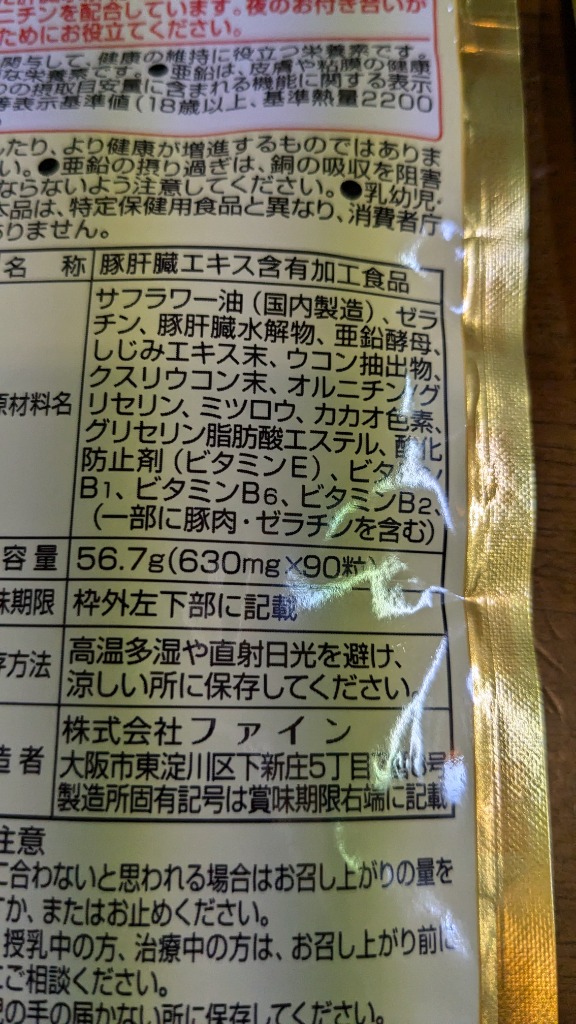 ニチンを配合しています。夜のお付き合いが
ためにお役立てください。
関与して、健康の維持に役立つ栄養素です。
な栄養素です。●亜鉛は、皮膚や粘膜の健康
の摂取目安量に含まれる機能に関する表示
等表示基準値(18歳以上、基準熱量2200
したり、より健康が増進するものではありま
い。●亜鉛の摂り過ぎは、銅の吸収を阻害
ならないよう注意してください。●乳幼児・
本品は、特定保健用食品と異なり、消費者庁
ありません。
名 称 豚肝臓エキス含有加工食品
原材料名
サフラワー油(国内製造)、ゼラ
チン、豚肝臓水解物、亜鉛酵母、
しじみエキス末、ウコン抽出物、
クスリウコン末、オルニチン/グ
リセリン、ミツロウ、カカオ色素、
グリセリン脂肪酸エステル、酸化
防止剤(ビタミンE)、ビタミン
B1、ビタミンB6、ビタミンB2、
(一部に豚肉・ゼラチンを含む)
容量 56.7g(630mg×90粒)
味期限 枠外左下部に記載
存方法
高温多湿や直射日光を避け、
涼しい所に保存してください。
造者
株式会社ファイン
大阪市東淀川区下新庄5丁目 号
製造所固有記号は賞味期限右端に記載
注意
に合わないと思われる場合はお召し上がりの量を
か、またはお止めください。
授乳中の方、治療中の方は、お召し上がり前に
ご相談ください。
の手の届かない所に保存してください。